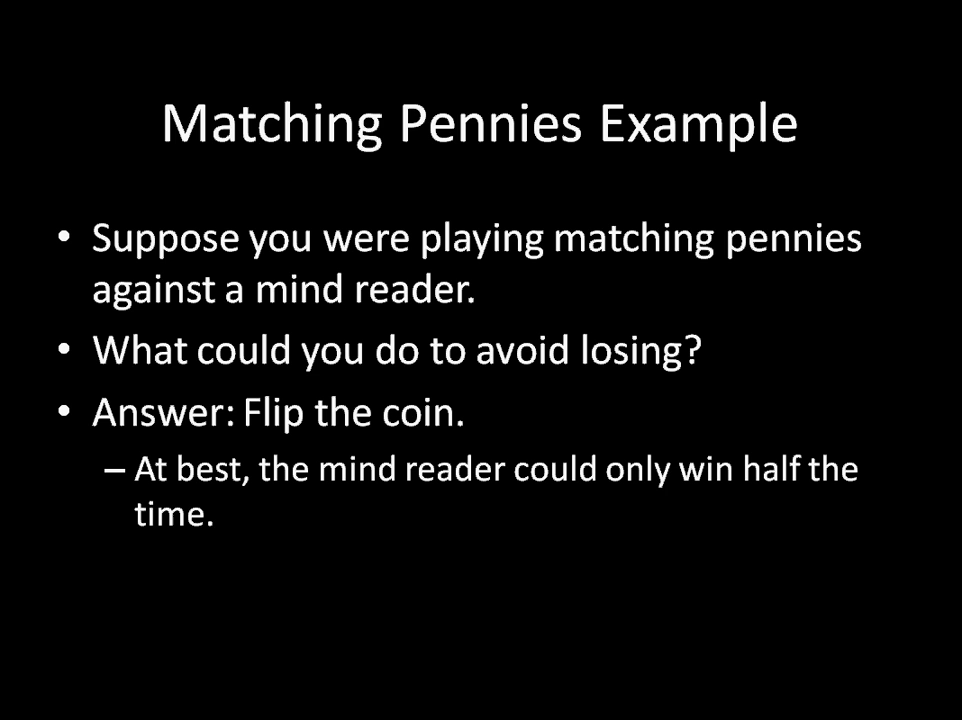 Matching Pennies Example
• Suppose you were playing matching pennies
against a mind reader.
• What could you do to avoid losing?
• Answer: Flip the coin.
– At best, the mind reader could only win half the
time.